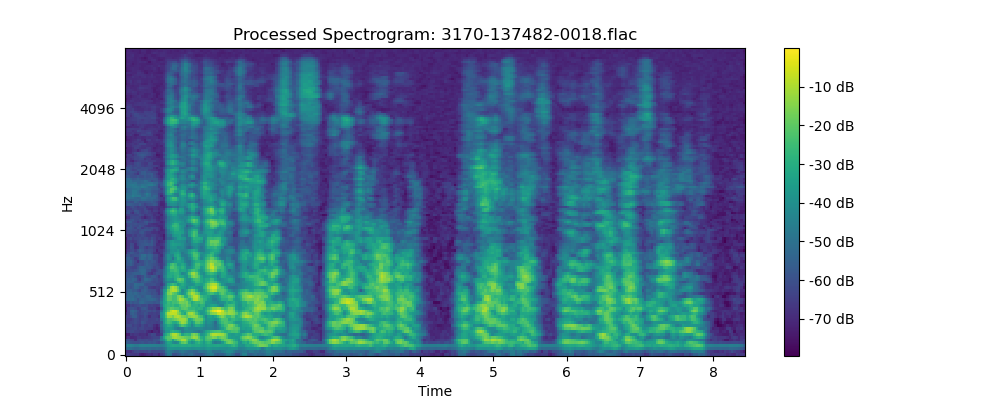 Processed Spectrogram: 3170-137482-0018.flac
Hz
4096
2048
1024
512
0
0 1 2 3 4 5 6 7 8
Time
-10 dB
-20 dB
-30 dB
-40 dB
-50 dB
-60 dB
-70 dB